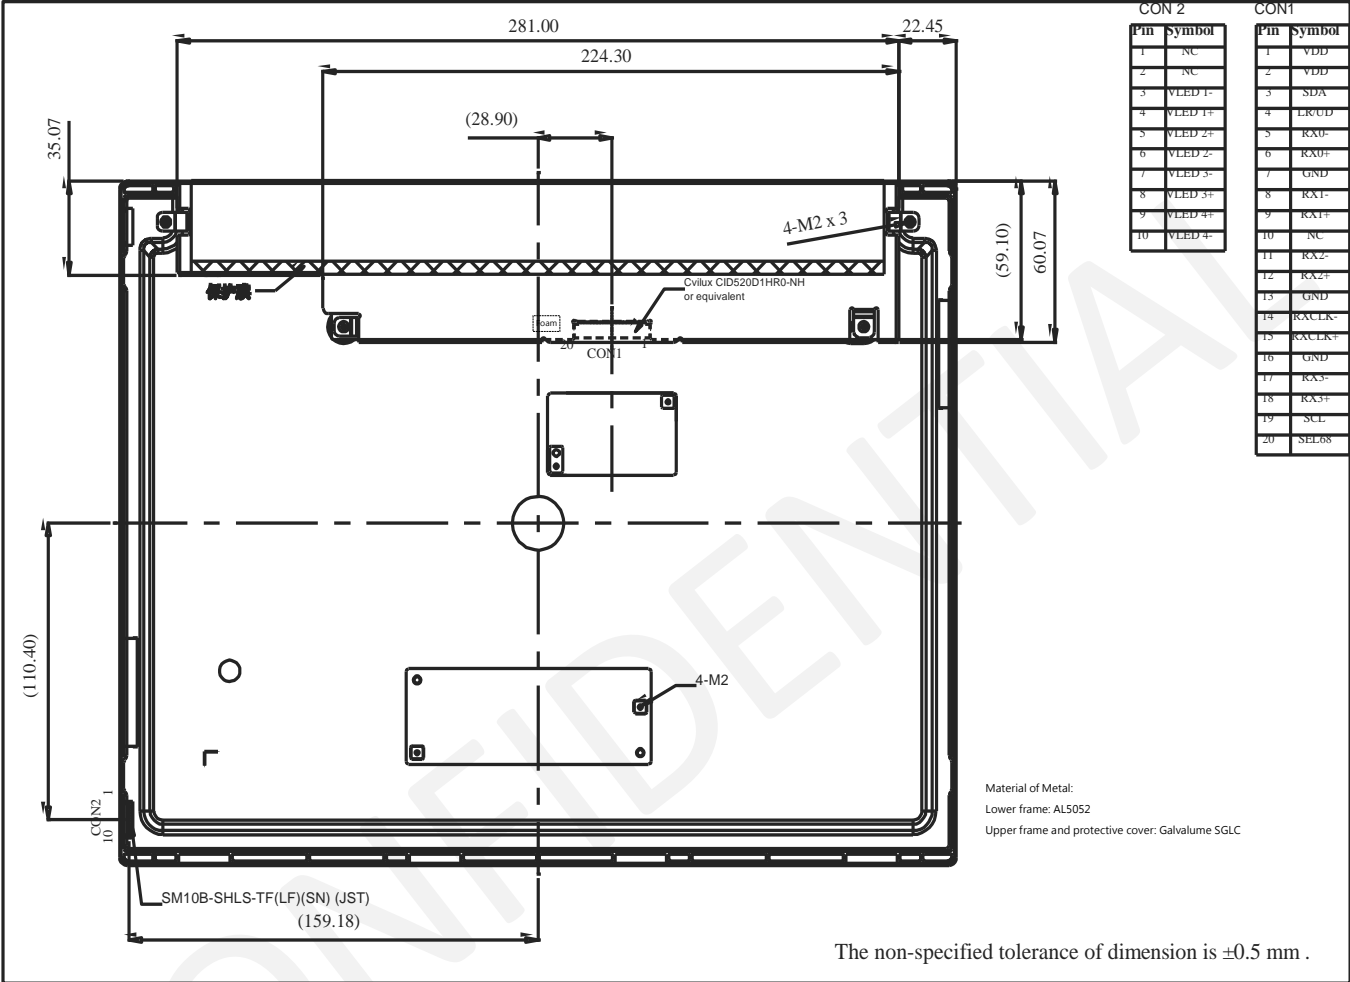 CON 2
Pin Symbol
1 NC
2 NC
3 VLED 1-
4 VLED 1+
5 VLED 2+
6 VLED 2-
7 VLED 3-
8 VLED 3+
9 VLED 4+
10 VLED 4-
CON1
Pin Symbol
1 VDD
2 VDD
3 SDA
4 LR/UD
5 RX0-
6 RX0+
7 GND
8 RX1-
9 RX1+
10 NC
11 RX2-
12 RX2+
13 GND
14 RXCLK-
15 RXCLK+
16 GND
17 RX3-
18 RX3+
19 SCL
20 SEL68
281.00
22.45
224.30
(28.90)
35.07
4-M2 x 3
(59.10)
60.07
保护膜
Cvilux CID520D1HR0-NH
or equivalent
Foam
20
1
CON1
(110.40)
4-M2
CON2
1
10
SM10B-SHLS-TF(LF)(SN) (JST)
(159.18)
Material of Metal:
Lower frame: AL5052
Upper frame and protective cover: Galvalume SGLC
The non-specified tolerance of dimension is ±0.5 mm .
CONFIDENTIAL